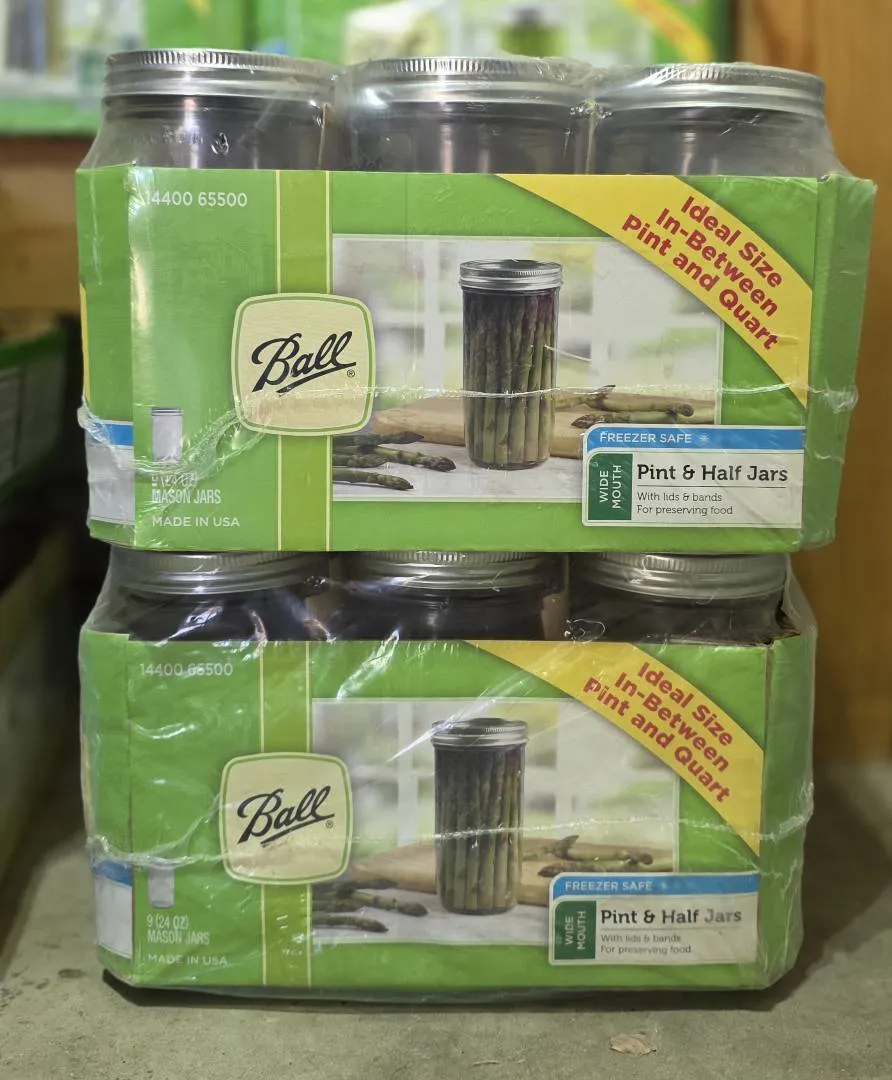 14400 65500
Ideal Size
In-Between
Pint and Quart
Ball®
FREEZER SAFE
WIDE
MOUTH
Pint & Half Jars
With lids & bands
For preserving food
9 (24 OZ)
MASON JARS
MADE IN USA
14400 65500
Ideal Size
In-Between
Pint and Quart
Ball®
FREEZER SAFE
WIDE
MOUTH
Pint & Half Jars
With lids & bands
For preserving food
9 (24 OZ)
MASON JARS
MADE IN USA